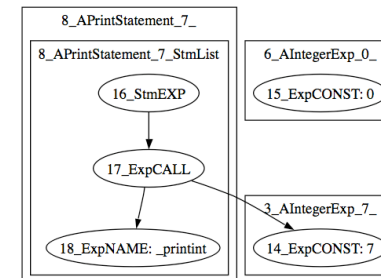 8_APrintStatement_7_
8_APrintStatement_7_StmList
16_StmEXP
17_ExpCALL
18_ExpNAME: _printint
6_AIntegerExp_0_
15_ExpCONST: 0
3_AIntegerExp_7_
14_ExpCONST: 7